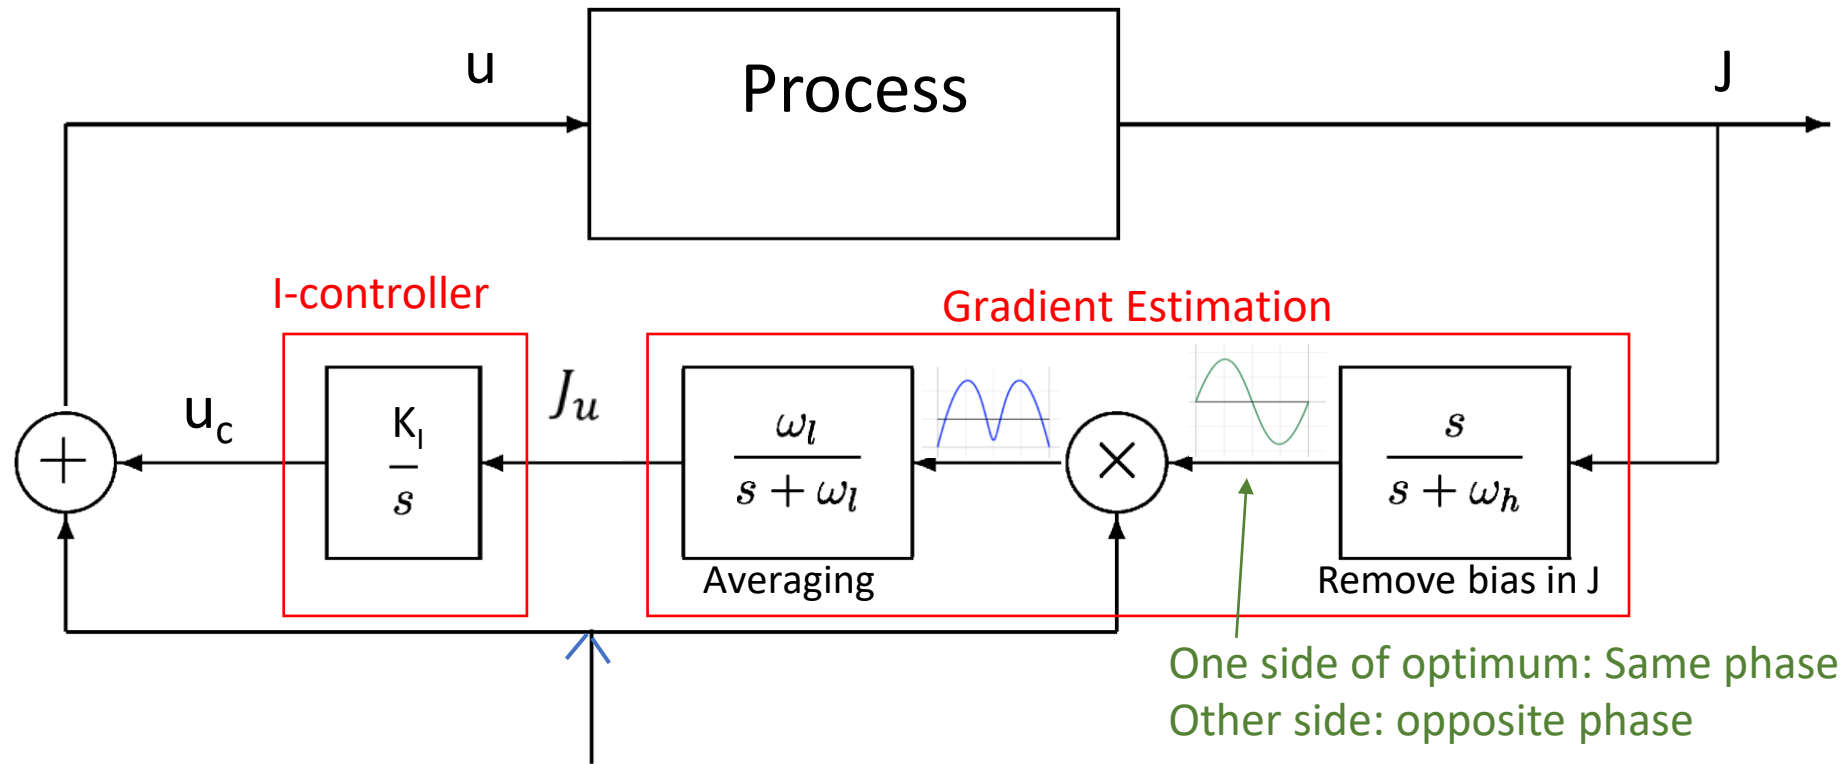 u
Process
J
I-controller
Gradient Estimation
u_c
K_I
s
J_u
ω_l
s + ω_l
×
s
s + ω_h
+
Averaging
Remove bias in J
One side of optimum: Same phase
Other side: opposite phase